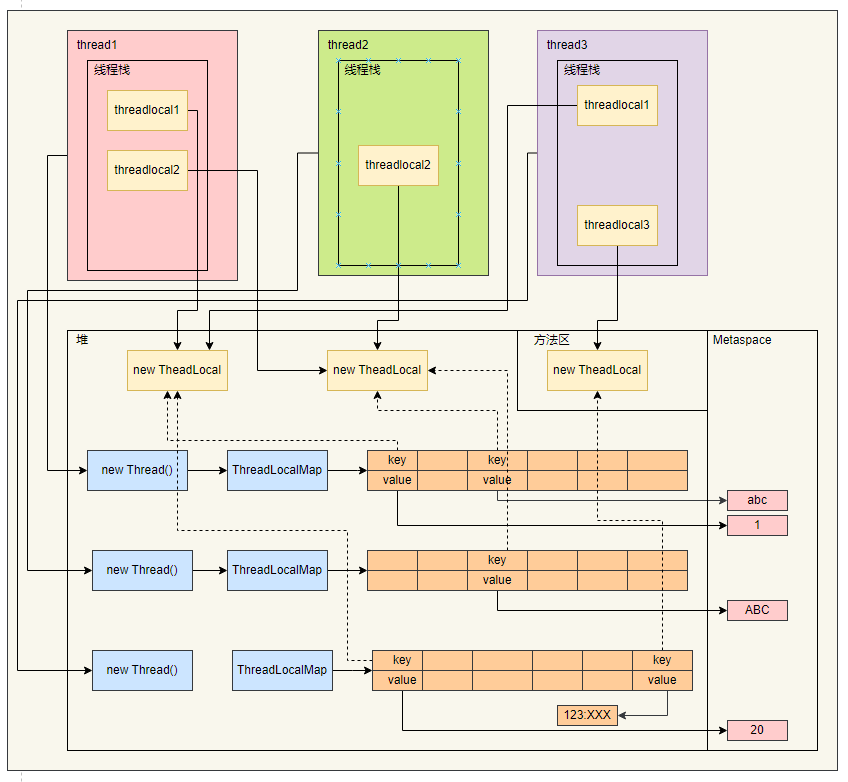 thread1
线程栈
threadlocal1
threadlocal2
thread2
线程栈
threadlocal2
thread3
线程栈
threadlocal1
threadlocal3
堆
方法区
Metaspace
new TheadLocal
new TheadLocal
new TheadLocal
new Thread()
ThreadLocalMap
key
key
value
value
abc
1
new Thread()
ThreadLocalMap
key
value
ABC
new Thread()
ThreadLocalMap
key
key
value
value
123:XXX
20